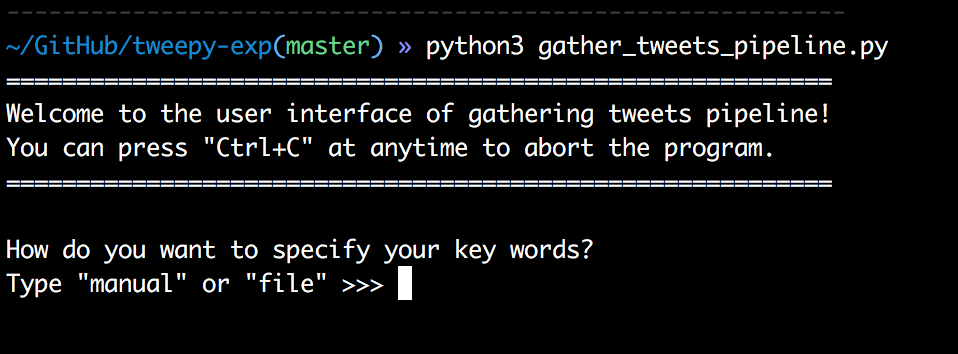 ------------------------------------------------------------
~/GitHub/tweepy-exp(master) » python3 gather_tweets_pipeline.py
===========================================================
Welcome to the user interface of gathering tweets pipeline!
You can press "Ctrl+C" at anytime to abort the program.
===========================================================
How do you want to specify your key words?
Type "manual" or "file" >>>